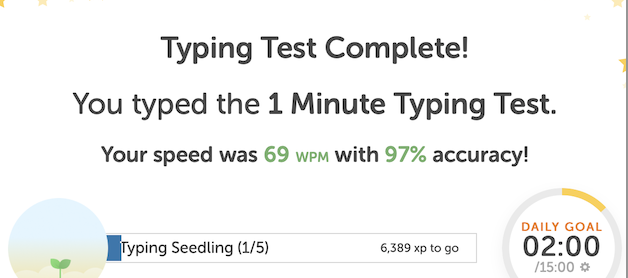 Typing Test Complete!
You typed the 1 Minute Typing Test.
Your speed was 69 WPM with 97% accuracy!
Typing Seedling (1/5)
6,389 xp to go
DAILY GOAL
02:00
/15:00